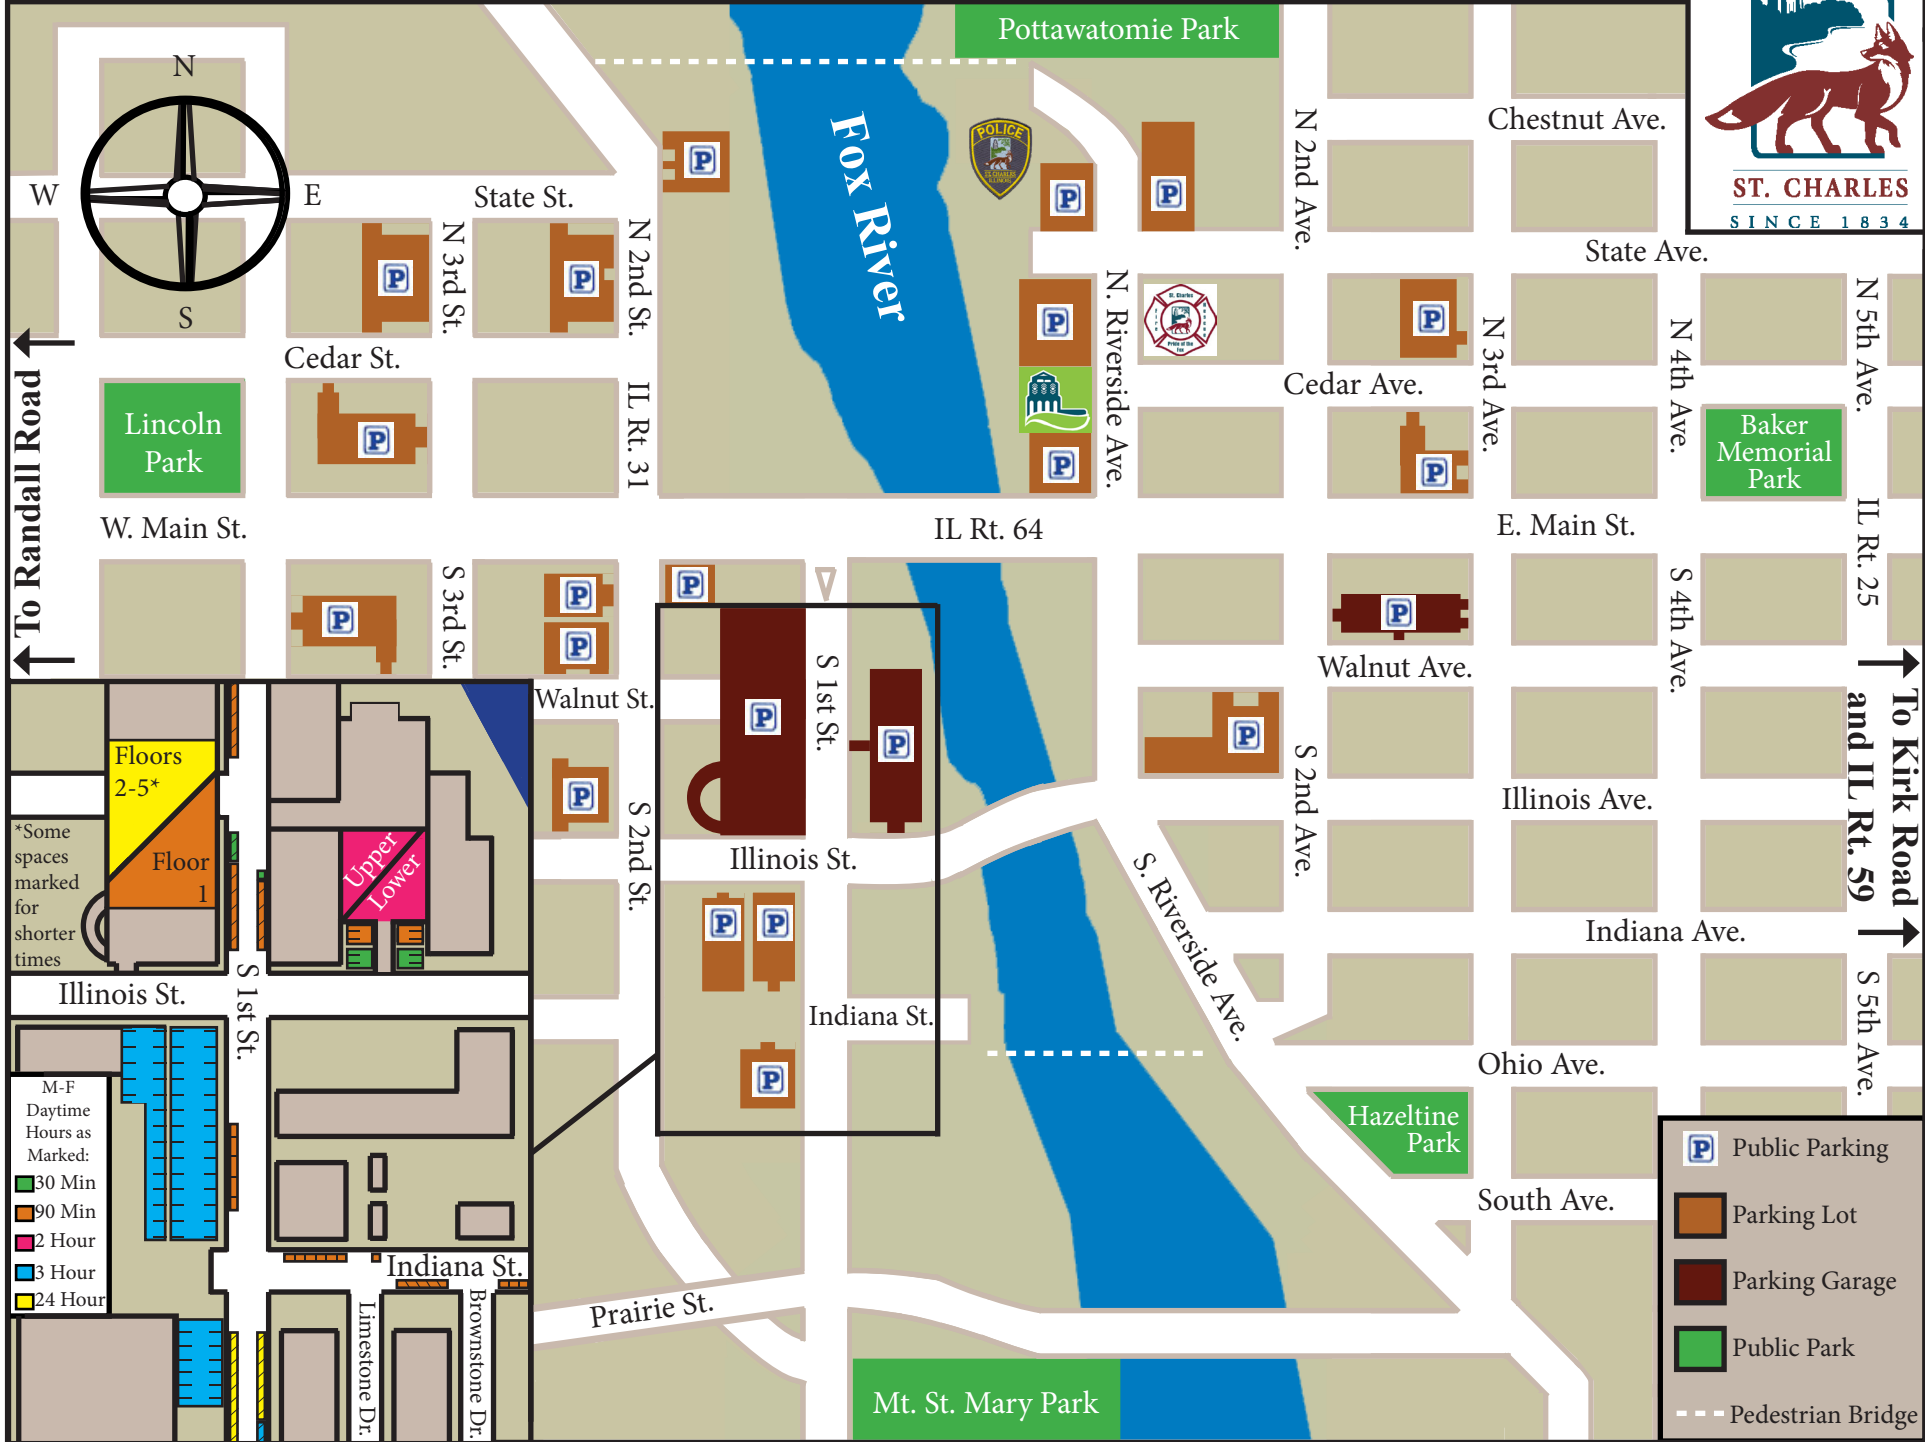 Pottawatomie Park
N
W
E
S
Chestnut Ave.
ST. CHARLES
SINCE 1834
POLICE
Fox River
State St.
N 2nd Ave.
State Ave.
N 3rd St.
N 2nd St.
N. Riverside Ave.
St. Charles
Pride of the
Fox
N 3rd Ave.
N 4th Ave.
N 5th Ave.
Cedar St.
Cedar Ave.
To Randall Road
Lincoln
Park
IL Rt. 31
Baker
Memorial
Park
W. Main St.
IL Rt. 64
E. Main St.
IL Rt. 25
S 3rd St.
S 4th Ave.
Walnut St.
S 1st St.
Walnut Ave.
To Kirk Road
and IL Rt. 59
S 2nd St.
S 2nd Ave.
Illinois Ave.
Illinois St.
S. Riverside Ave.
Indiana Ave.
Indiana St.
S 5th Ave.
Ohio Ave.
Hazeltine
Park
South Ave.
Prairie St.
Mt. St. Mary Park
Floors
2-5*
Floor
1
*Some
spaces
marked
for
shorter
times
Upper
Lower
Illinois St.
S 1st St.
M-F
Daytime
Hours as
Marked:
30 Min
90 Min
2 Hour
3 Hour
24 Hour
Indiana St.
Limestone Dr.
Brownstone Dr.
P Public Parking
Parking Lot
Parking Garage
Public Park
Pedestrian Bridge